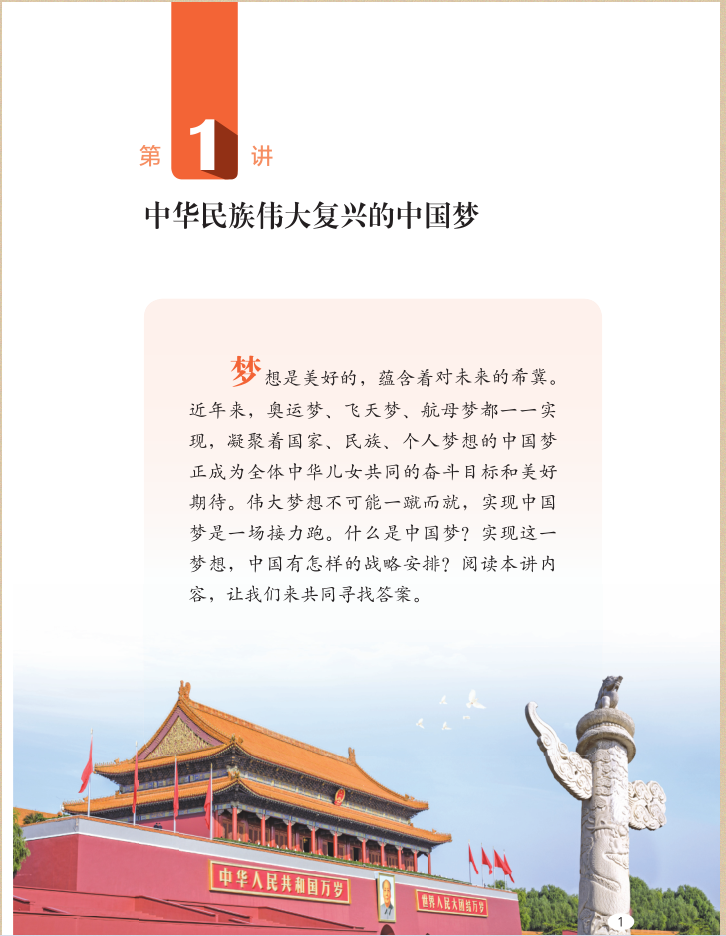 第1讲
中华民族伟大复兴的中国梦
梦想是美好的，蕴含着对未来的希冀。
近年来，奥运梦、飞天梦、航母梦都一一实
现，凝聚着国家、民族、个人梦想的中国梦
正成为全体中华儿女共同的奋斗目标和美好
期待。伟大梦想不可能一蹴而就，实现中国
梦是一场接力跑。什么是中国梦？实现这一
梦想，中国有怎样的战略安排？阅读本讲内
容，让我们来共同寻找答案。
中华人民共和国万岁
世界人民大团结万岁
1